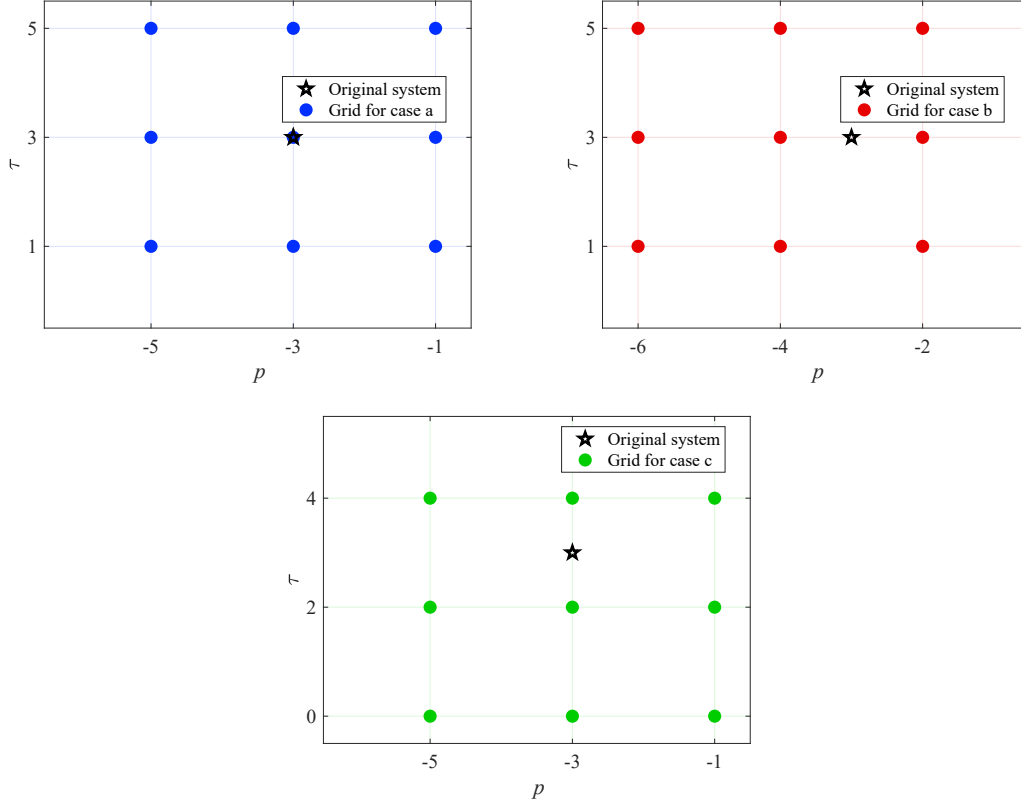 5
Original system
Grid for case a
3
τ
1
-5 -3 -1
p
5
Original system
Grid for case b
3
τ
1
-6 -4 -2
p
Original system
Grid for case c
4
τ
2
0
-5 -3 -1
p